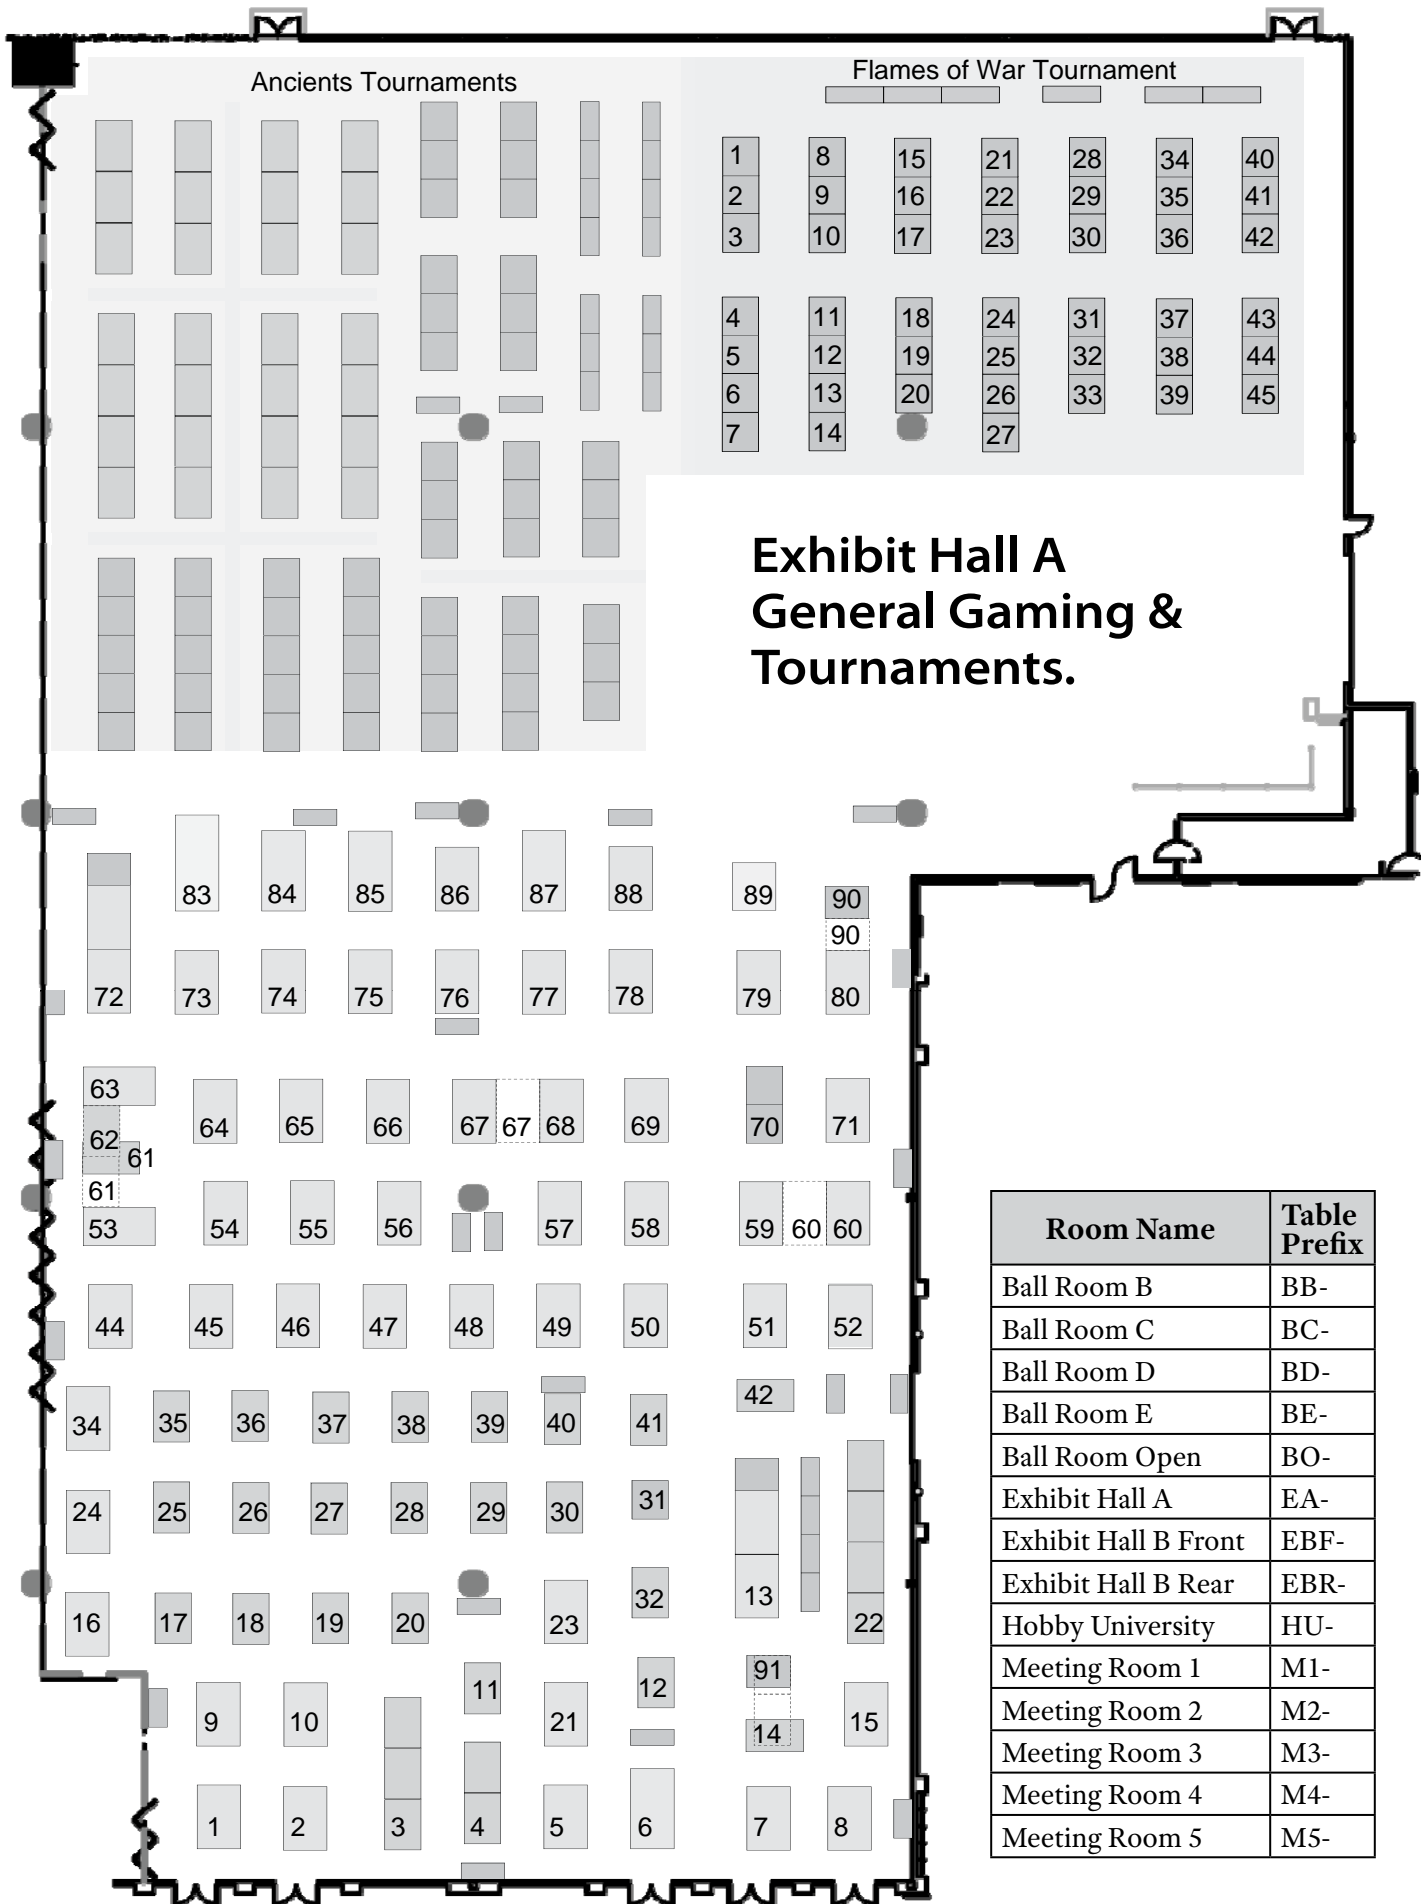 Ancients Tournaments
Flames of War Tournament
1 8 15 21 28 34 40
2 9 16 22 29 35 41
3 10 17 23 30 36 42
4 11 18 24 31 37 43
5 12 19 25 32 38 44
6 13 20 26 33 39 45
7 14 27
Exhibit Hall A
General Gaming &
Tournaments.
83 84 85 86 87 88 89 90
90
72 73 74 75 76 77 78 79 80
63
64 65 66 67 67 68 69 70 71
62
61
61
53 54 55 56 57 58 59 60 60
44 45 46 47 48 49 50 51 52
42
34 35 36 37 38 39 40 41
24 25 26 27 28 29 30 31
13
32
16 17 18 19 20 23 22
91
11 12
9 10 21 14 15
1 2 3 4 5 6 7 8
Room Name Table Prefix
Ball Room B BB-
Ball Room C BC-
Ball Room D BD-
Ball Room E BE-
Ball Room Open BO-
Exhibit Hall A EA-
Exhibit Hall B Front EBF-
Exhibit Hall B Rear EBR-
Hobby University HU-
Meeting Room 1 M1-
Meeting Room 2 M2-
Meeting Room 3 M3-
Meeting Room 4 M4-
Meeting Room 5 M5-